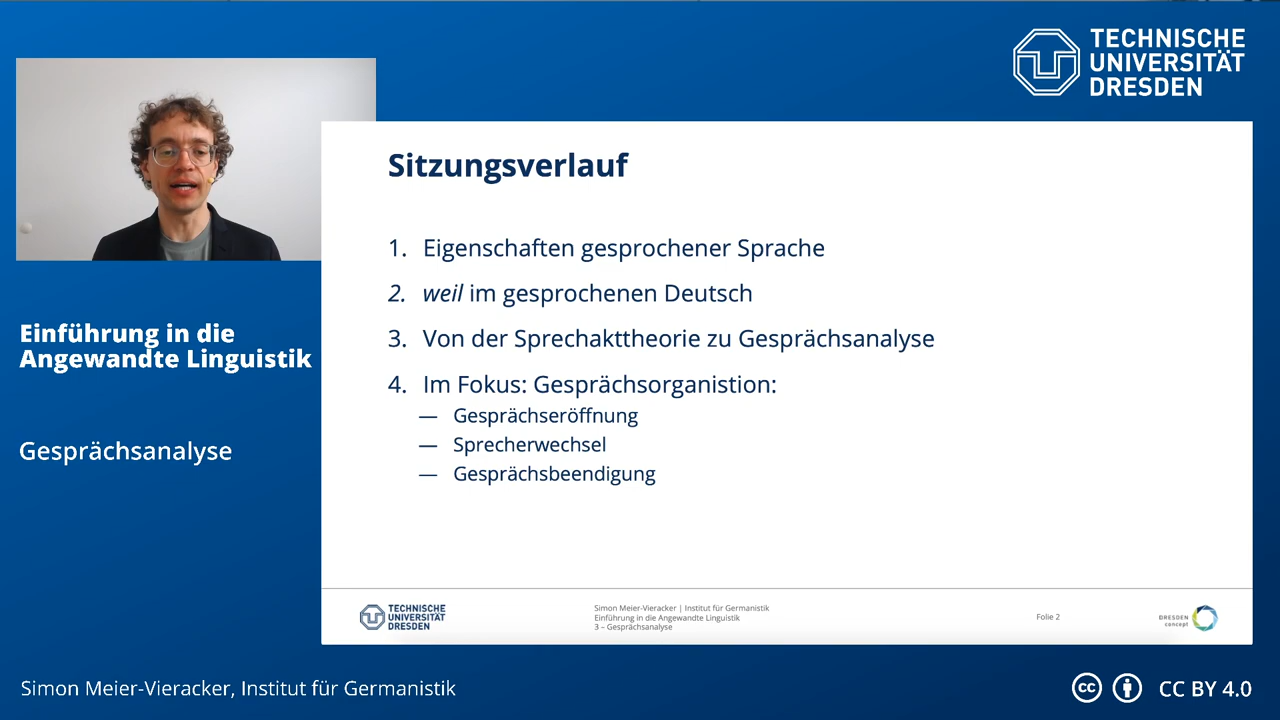 TECHNISCHE
UNIVERSITÄT
DRESDEN
Sitzungsverlauf
1. Eigenschaften gesprochener Sprache
2. weil im gesprochenen Deutsch
3. Von der Sprechakttheorie zu Gesprächsanalyse
4. Im Fokus: Gesprächsorganistion:
— Gesprächseröffnung
— Sprecherwechsel
— Gesprächsbeendigung
Einführung in die
Angewandte Linguistik
Gesprächsanalyse
TECHNISCHE
UNIVERSITÄT
DRESDEN
Simon Meier-Vieracker | Institut für Germanistik
Einführung in die Angewandte Linguistik
3 – Gesprächsanalyse
Folie 2
DRESDEN
concept
Simon Meier-Vieracker, Institut für Germanistik
cc
CC BY 4.0